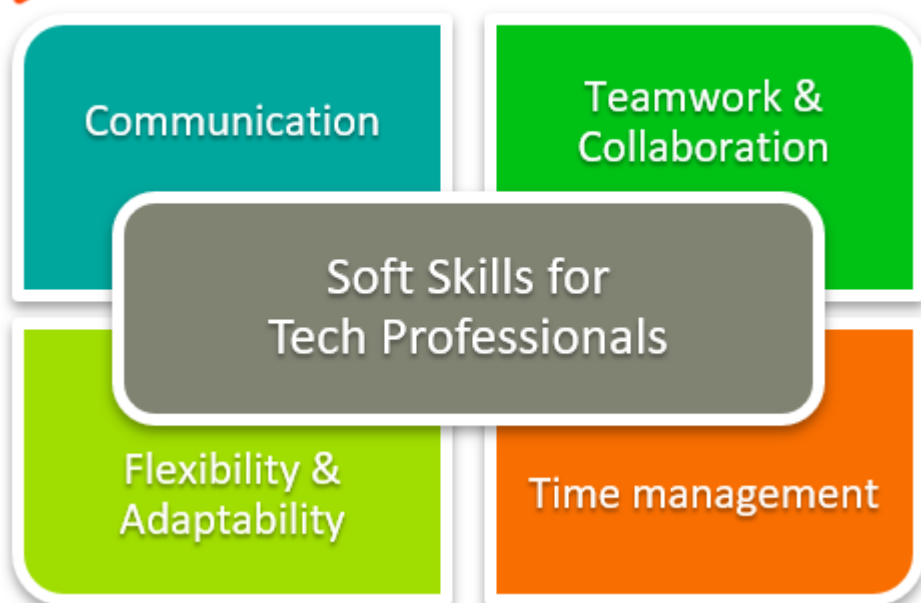 Communication
Teamwork &
Collaboration
Soft Skills for
Tech Professionals
Flexibility &
Adaptability
Time management